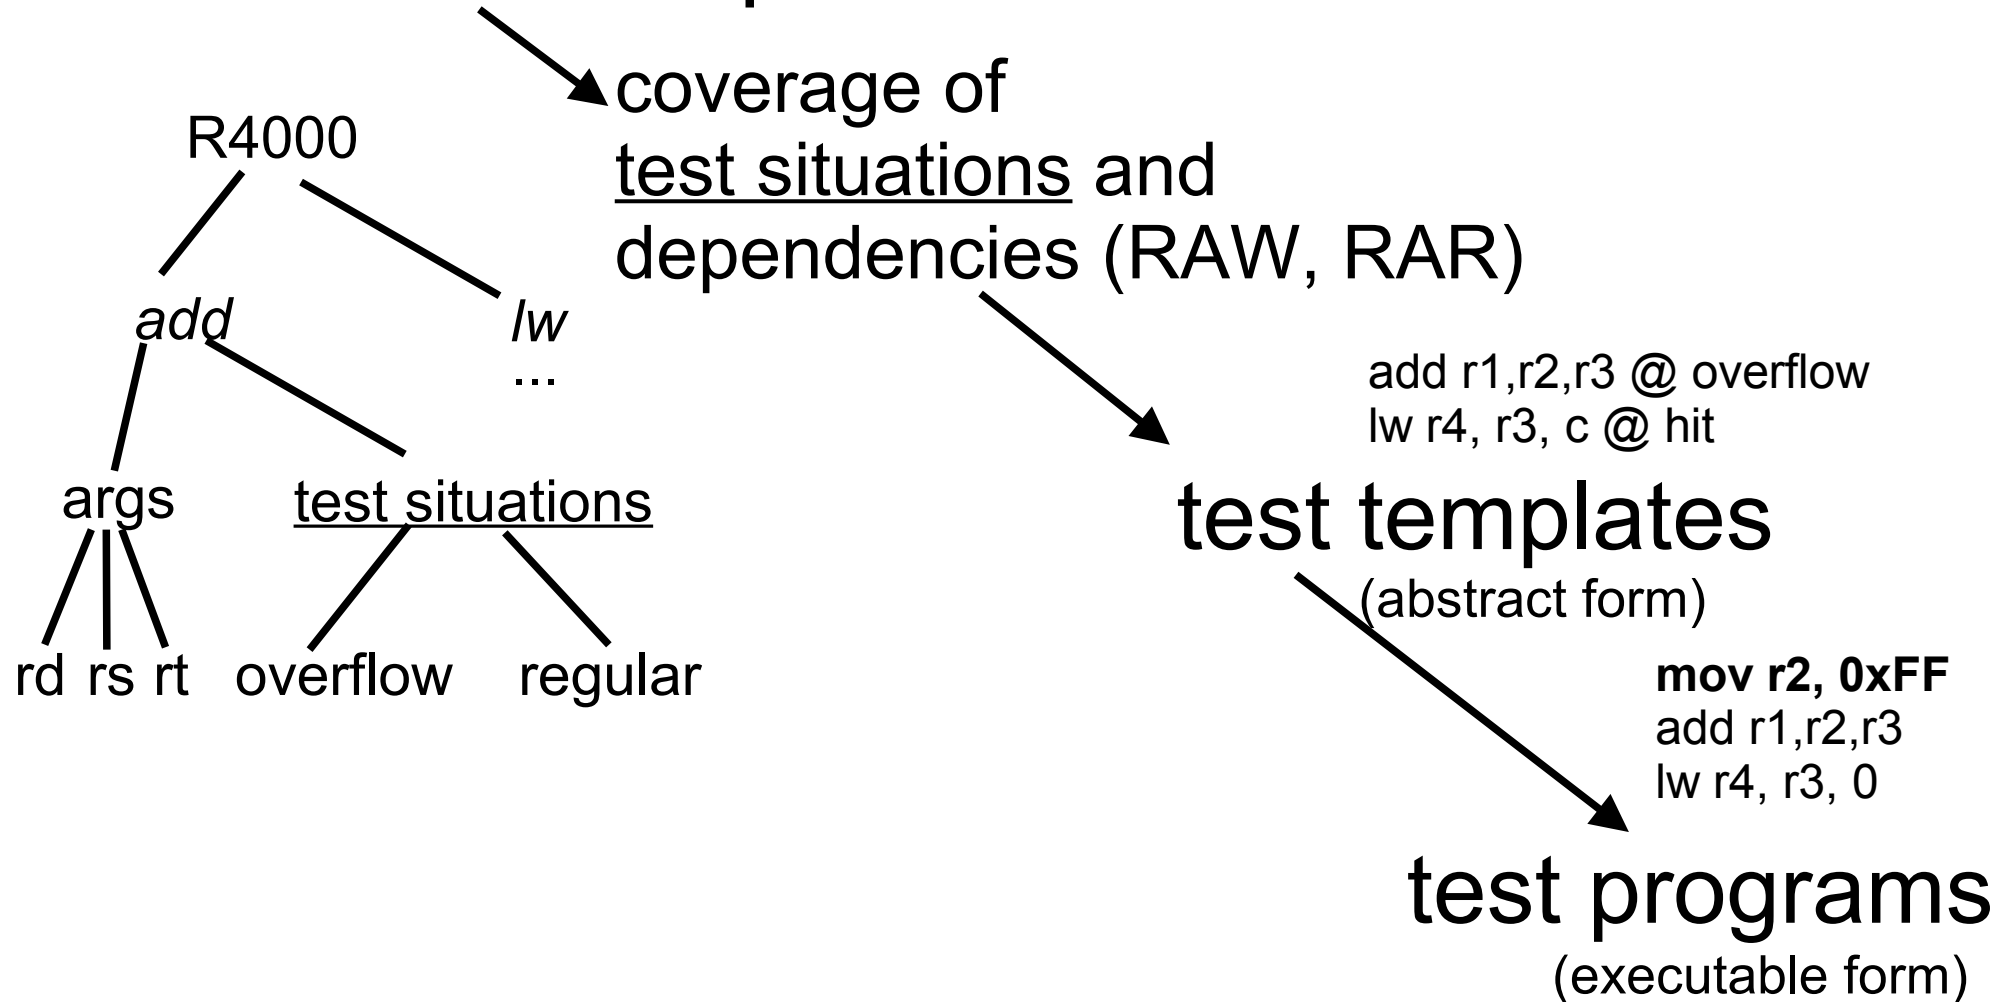 coverage of
test situations and
dependencies (RAW, RAR)
R4000
add
lw
...
args
test situations
rd rs rt
overflow
regular
add r1,r2,r3 @ overflow
lw r4, r3, c @ hit
test templates
(abstract form)
mov r2, 0xFF
add r1,r2,r3
lw r4, r3, 0
test programs
(executable form)